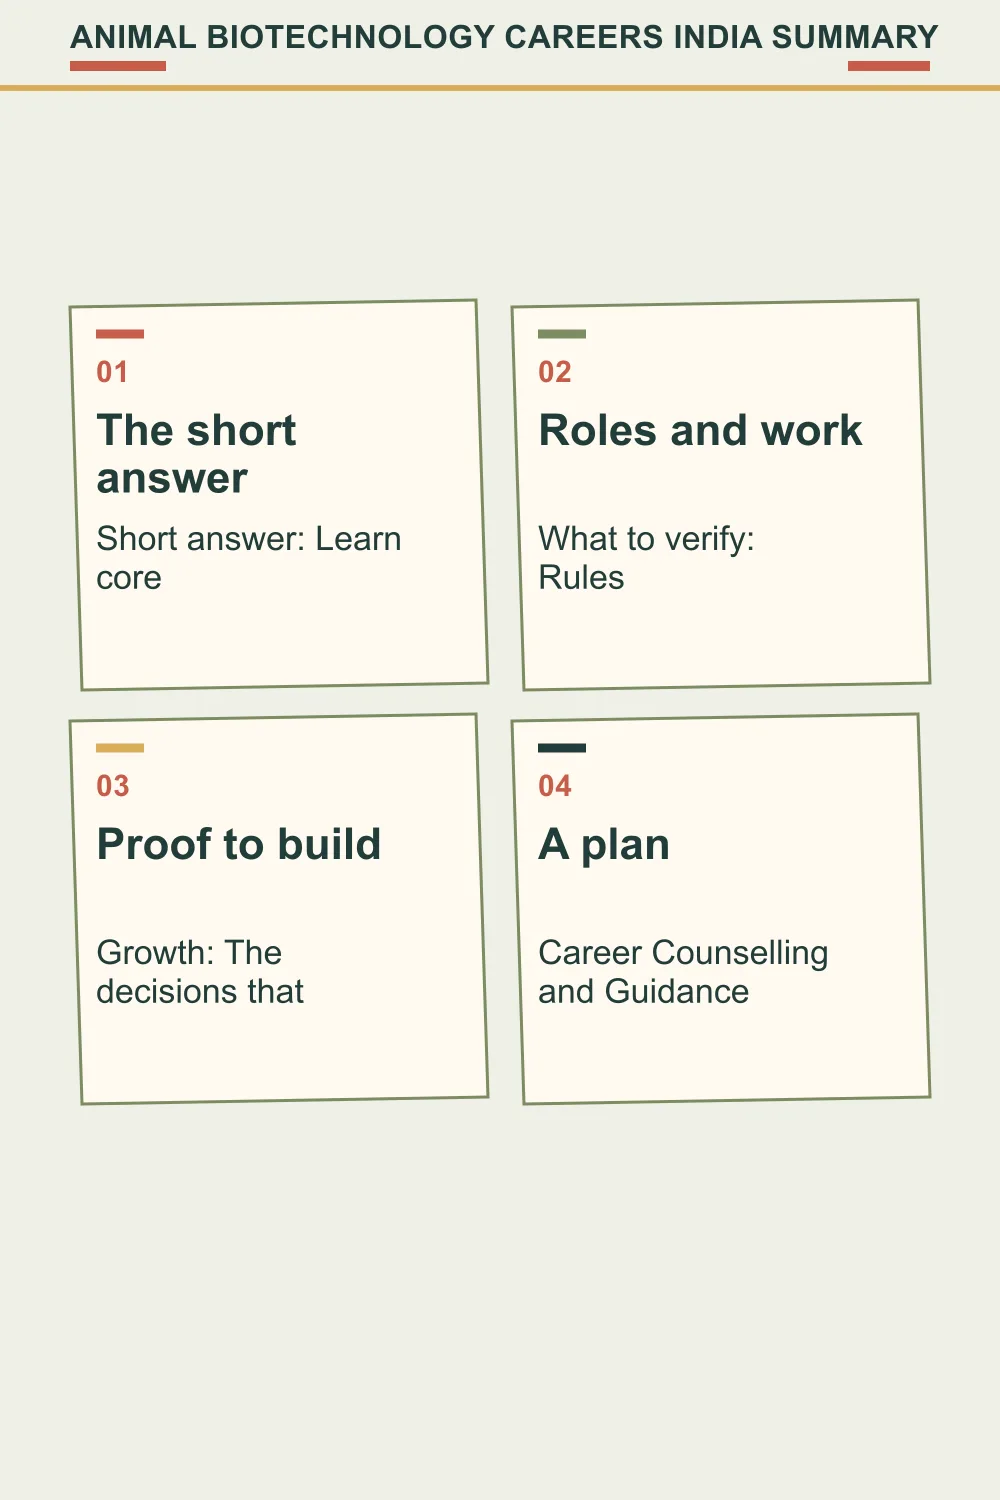 ANIMAL BIOTECHNOLOGY CAREERS INDIA SUMMARY
01
The short
answer
Short answer: Learn
core
02
Roles and work
What to verify:
Rules
03
Proof to build
Growth: The
decisions that
04
A plan
Career Counselling
and Guidance